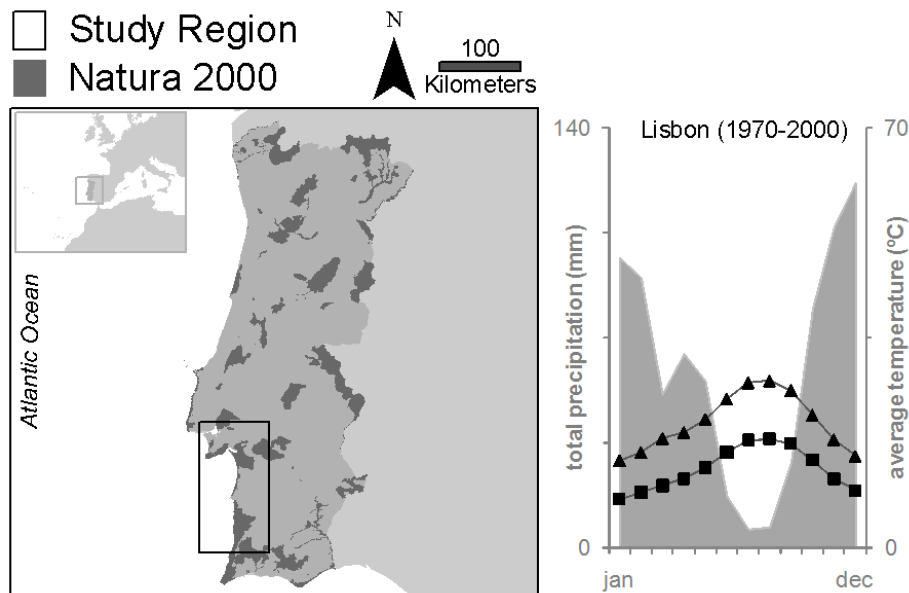 Study Region
Natura 2000
N
100
Kilometers
Atlantic Ocean
Lisbon (1970-2000)
140
0
total precipitation (mm)
70
0
average temperature (ºC)
jan
dec